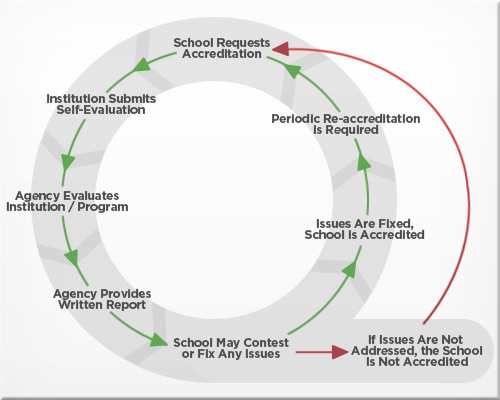 School Requests
Accreditation
Institution Submits
Self-Evaluation
Agency Evaluates
Institution / Program
Agency Provides
Written Report
School May Contest
or Fix Any Issues
If Issues Are Not
Addressed, the School
Is Not Accredited
Issues Are Fixed,
School Is Accredited
Periodic Re-accreditation
Is Required